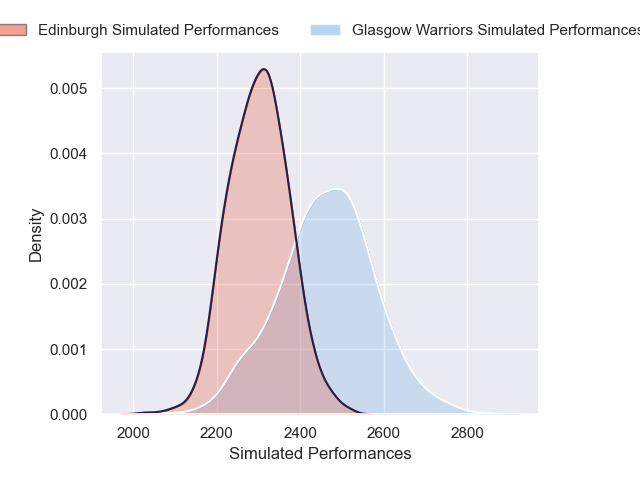 Edinburgh Simulated Performances
Glasgow Warriors Simulated Performances
0.005
0.004
0.003
0.002
0.001
0.000
Density
2000 2200 2400 2600 2800
Simulated Performances